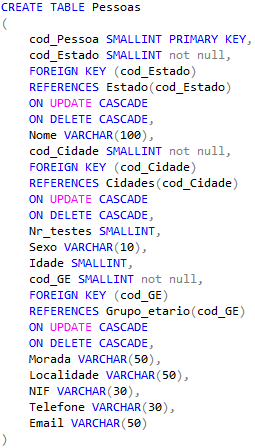 CREATE TABLE Pessoas
(
cod_Pessoa SMALLINT PRIMARY KEY,
cod_Estado SMALLINT not null,
FOREIGN KEY (cod_Estado)
REFERENCES Estado(cod_Estado)
ON UPDATE CASCADE
ON DELETE CASCADE,
Nome VARCHAR(100),
cod_Cidade SMALLINT not null,
FOREIGN KEY (cod_Cidade)
REFERENCES Cidades(cod_Cidade)
ON UPDATE CASCADE
ON DELETE CASCADE,
Nr_testes SMALLINT,
Sexo VARCHAR(10),
Idade SMALLINT,
cod_GE SMALLINT not null,
FOREIGN KEY (cod_GE)
REFERENCES Grupo_etario(cod_GE)
ON UPDATE CASCADE
ON DELETE CASCADE,
Morada VARCHAR(50),
Localidade VARCHAR(50),
NIF VARCHAR(30),
Telefone VARCHAR(30),
Email VARCHAR(50)
)